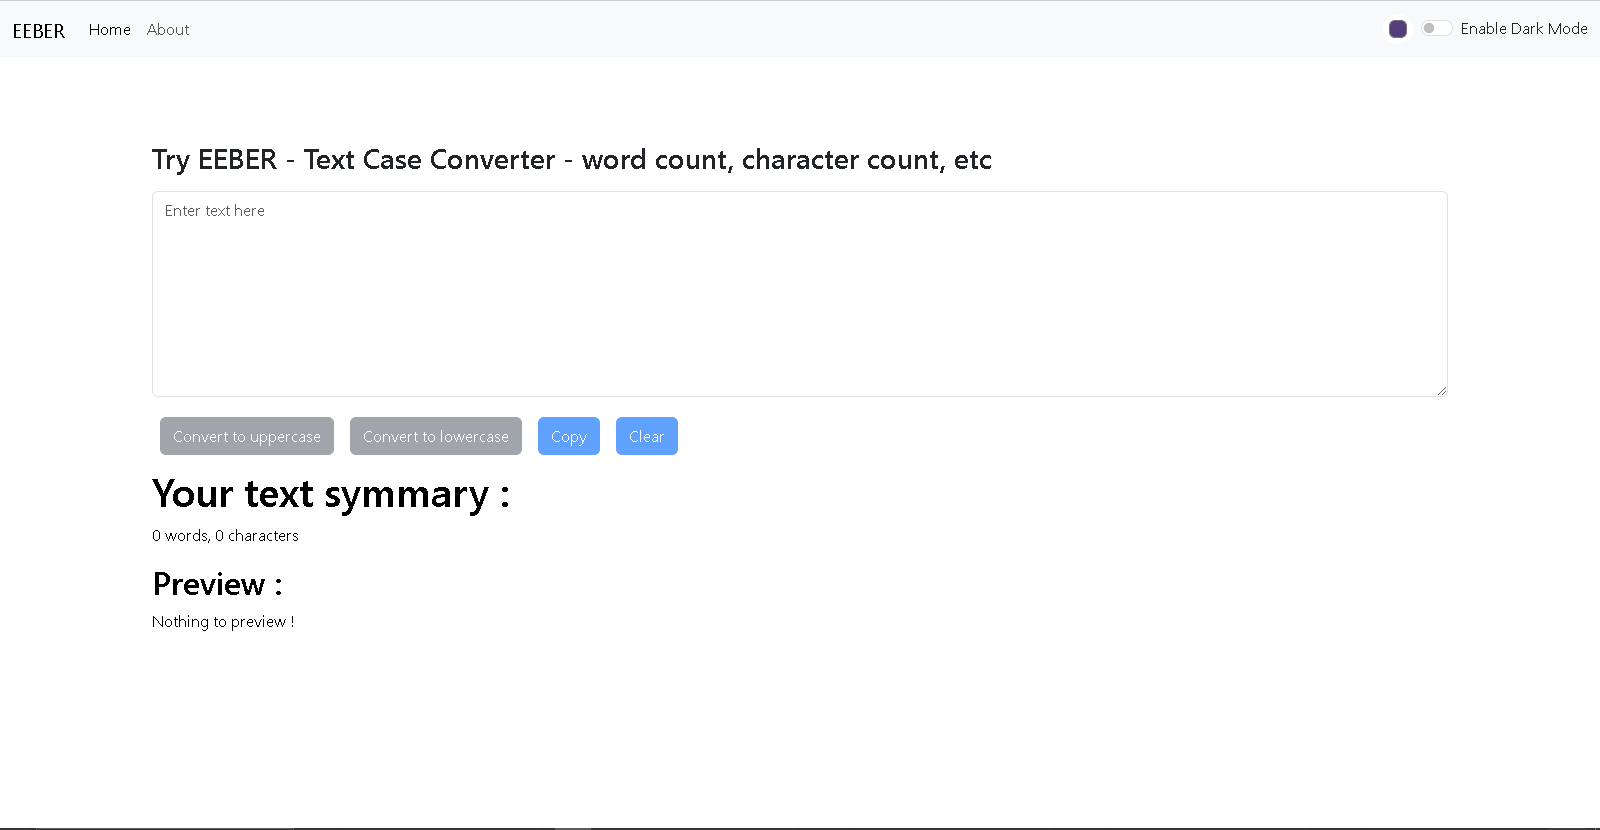 EEBER Home About Enable Dark Mode
Try EEBER - Text Case Converter - word count, character count, etc
Enter text here
Convert to uppercase Convert to lowercase Copy Clear
Your text symmary :
0 words, 0 characters
Preview :
Nothing to preview !